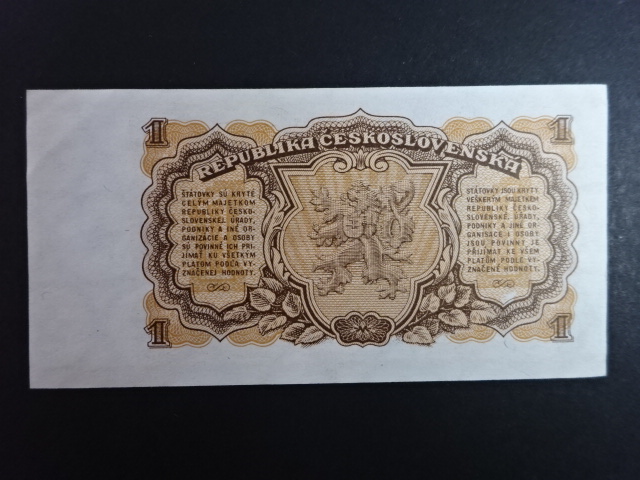 1 1
REPUBLIKA ČESKOSLOVENSKÁ
ŠTÁTOVKY SÚ KRYTÉ
CELÝM MAJETKOM
REPUBLIKY ČESKO-
SLOVENSKEJ. ÚRADY,
PODNIKY A INÉ OR-
GANIZÁCIE A OSOBY
SÚ POVINNÉ ICH PRI-
JÍMAŤ KU VŠETKÝM
PLATOM PODĽA VY-
ZNAČENEJ HODNOTY.
STÁTOVKY JSOU KRYTY
VEŠKERÝM MAJETKEM
REPUBLIKY ČESKO-
SLOVENSKÉ. ÚŘADY,
PODNIKY A JINÉ OR-
GANISACE I OSOBY
JSOU POVINNY JE
PŘIJÍMAT KE VŠEM
PLATŮM PODLE VY-
ZNAČENÉ HODNOTY.
1 1